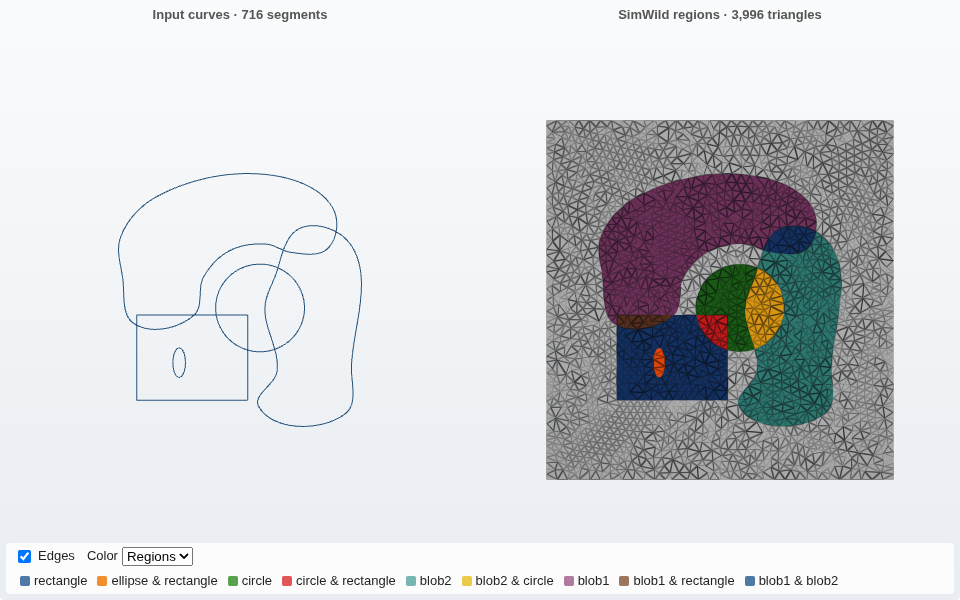 Input curves · 716 segments
SimWild regions · 3,996 triangles
Edges Color Regions
rectangle ellipse & rectangle circle circle & rectangle blob2 blob2 & circle blob1 blob1 & rectangle blob1 & blob2